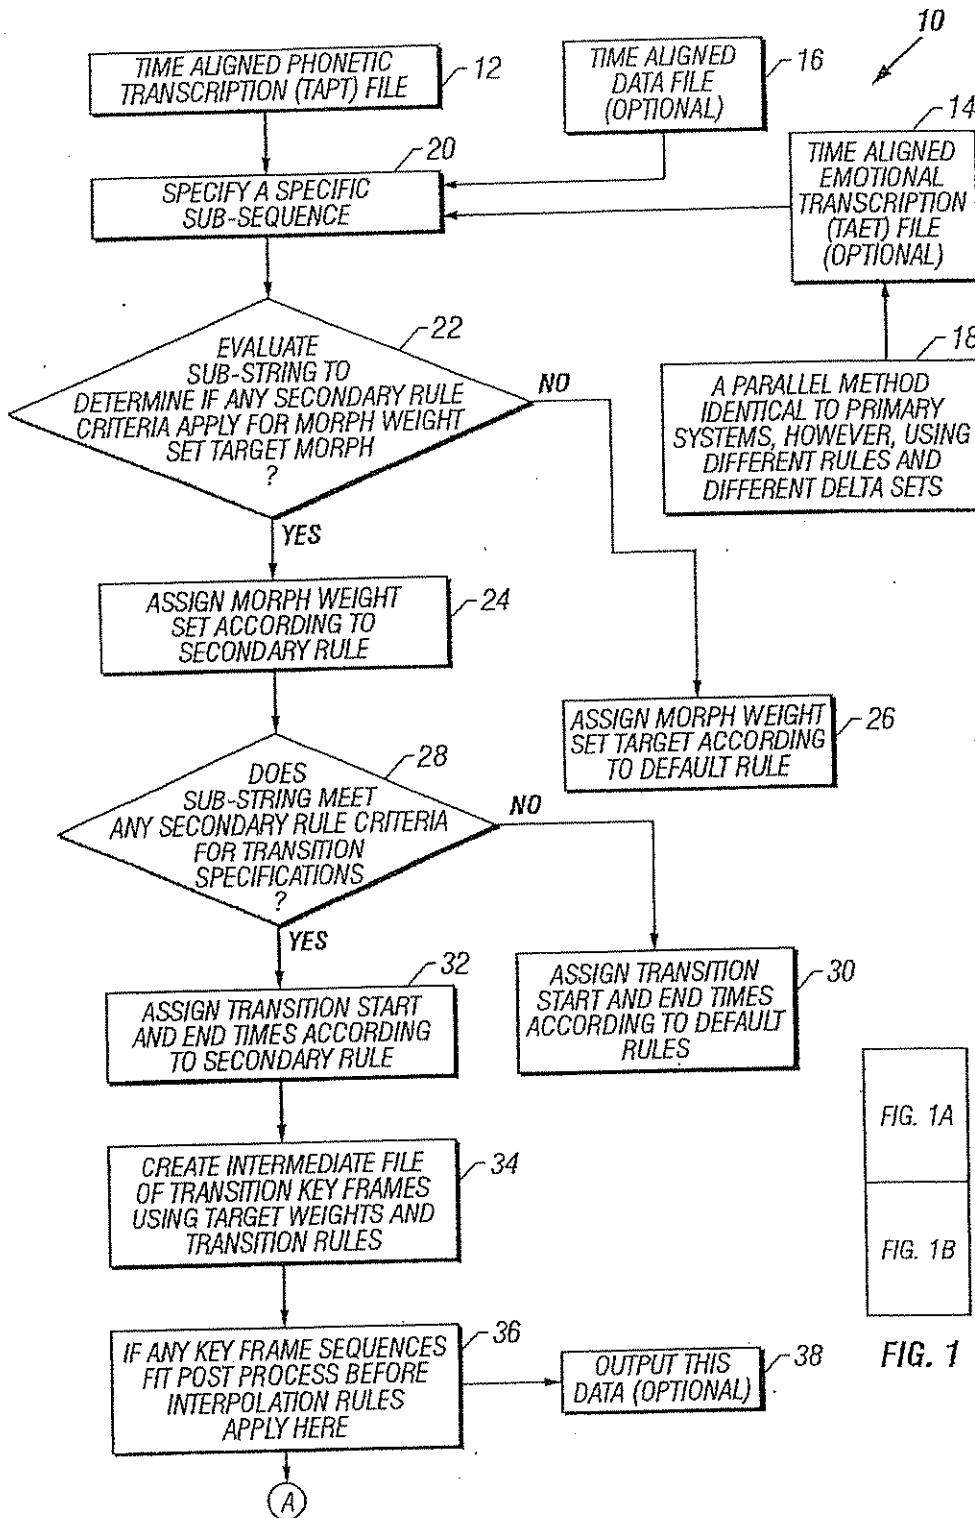 10
TIME ALIGNED PHONETIC
TRANSCRIPTION (TAPT) FILE
12
TIME ALIGNED
DATA FILE
(OPTIONAL)
16
14
TIME ALIGNED
EMOTIONAL
TRANSCRIPTION
(TAET) FILE
(OPTIONAL)
20
SPECIFY A SPECIFIC
SUB-SEQUENCE
22
EVALUATE
SUB-STRING TO
DETERMINE IF ANY SECONDARY RULE
CRITERIA APPLY FOR MORPH WEIGHT
SET TARGET MORPH
?
NO
YES
18
A PARALLEL METHOD
IDENTICAL TO PRIMARY
SYSTEMS, HOWEVER, USING
DIFFERENT RULES AND
DIFFERENT DELTA SETS
ASSIGN MORPH WEIGHT
SET ACCORDING TO
SECONDARY RULE
24
ASSIGN MORPH WEIGHT
SET TARGET ACCORDING
TO DEFAULT RULE
26
28
DOES
SUB-STRING MEET
ANY SECONDARY RULE CRITERIA
FOR TRANSITION
SPECIFICATIONS
?
NO
YES
32
ASSIGN TRANSITION START
AND END TIMES ACCORDING
TO SECONDARY RULE
ASSIGN TRANSITION
START AND END TIMES
ACCORDING TO DEFAULT
RULES
30
CREATE INTERMEDIATE FILE
OF TRANSITION KEY FRAMES
USING TARGET WEIGHTS AND
TRANSITION RULES
34
IF ANY KEY FRAME SEQUENCES
FIT POST PROCESS BEFORE
INTERPOLATION RULES
APPLY HERE
36
OUTPUT THIS
DATA (OPTIONAL)
38
A
FIG. 1A
FIG. 1B
FIG. 1